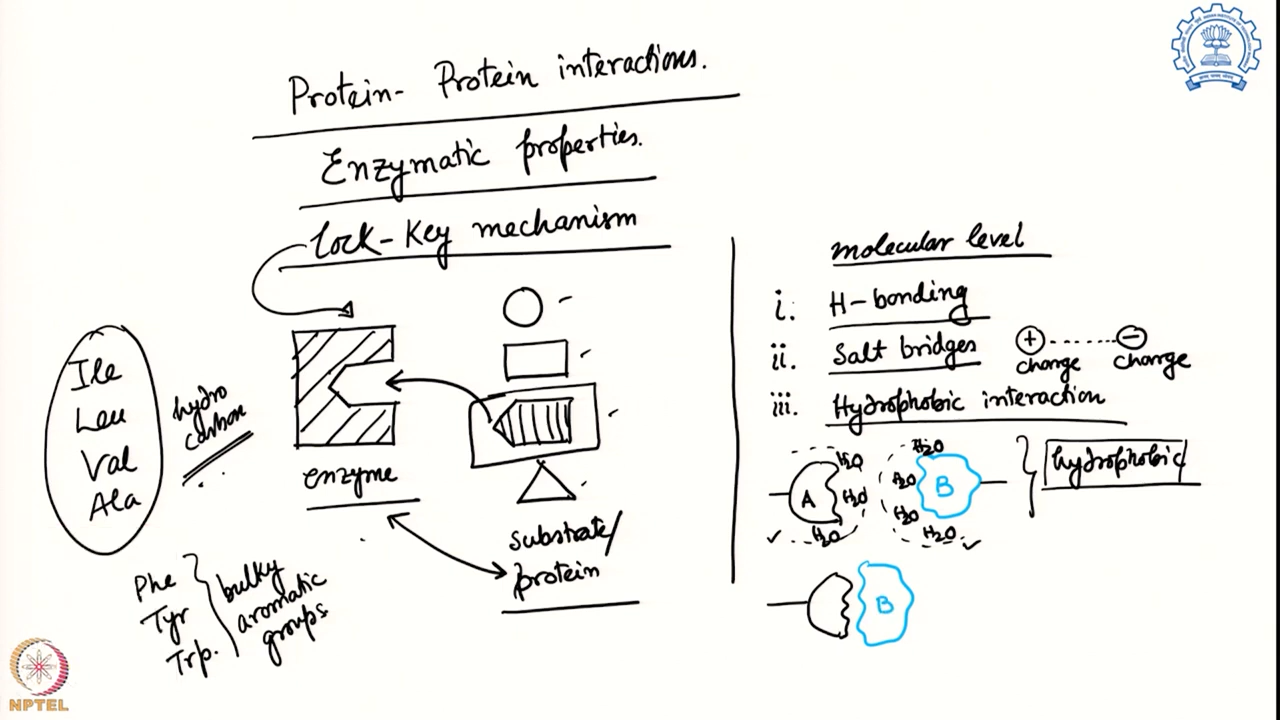 Protein- Protein interactions.
Enzymatic properties.
Lock-Key mechanism
enzyme
substrate/
protein
Ile
Leu
Val
Ala
hydro
carbon
Phe
Tyr
Trp.
bulky
aromatic
groups
molecular level
i. H-bonding
ii. Salt bridges
+ -
charge charge
iii. Hydrophobic interaction
A
H2O
H2O
H2O
H2O
H2O
B
H2O
H2O
hydrophobic
B
NPTEL